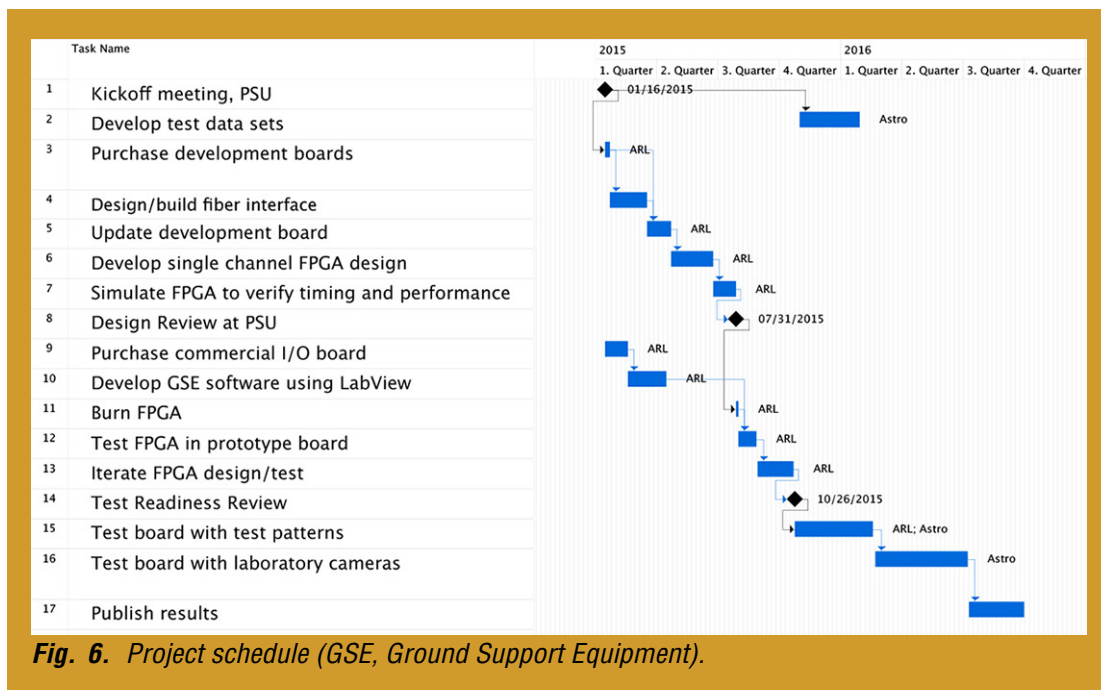 Task Name
2015 2016
1. Quarter 2. Quarter 3. Quarter 4. Quarter 1. Quarter 2. Quarter 3. Quarter 4. Quarter
1 Kickoff meeting, PSU 01/16/2015
2 Develop test data sets Astro
3 Purchase development boards ARL
4 Design/build fiber interface
5 Update development board ARL
6 Develop single channel FPGA design ARL
7 Simulate FPGA to verify timing and performance ARL
8 Design Review at PSU 07/31/2015
9 Purchase commercial I/O board ARL
10 Develop GSE software using LabView ARL
11 Burn FPGA ARL
12 Test FPGA in prototype board ARL
13 Iterate FPGA design/test ARL
14 Test Readiness Review 10/26/2015
15 Test board with test patterns ARL; Astro
16 Test board with laboratory cameras Astro
17 Publish results
Fig. 6. Project schedule (GSE, Ground Support Equipment).